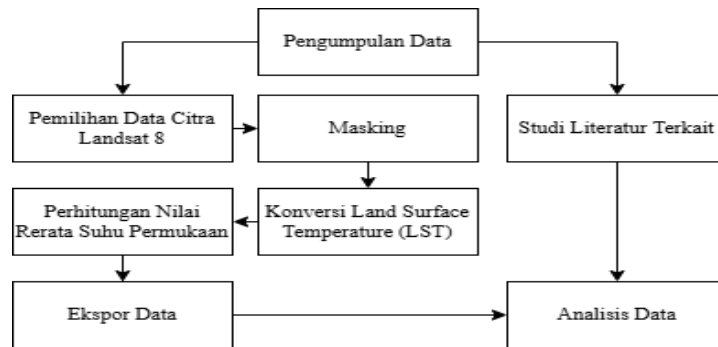 Pengumpulan Data
Pemilihan Data Citra
Landsat 8
Masking
Studi Literatur Terkait
Perhitungan Nilai
Rerata Suhu Permukaan
Konversi Land Surface
Temperature (LST)
Ekspor Data
Analisis Data